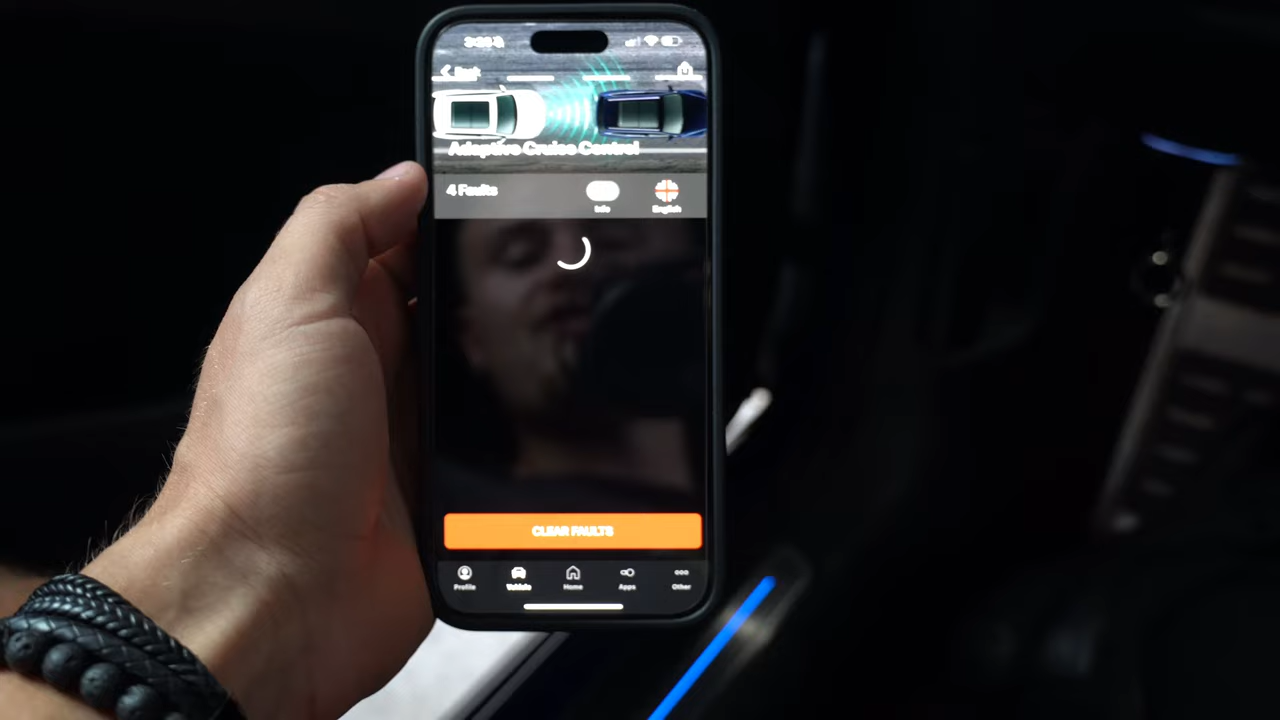 Back
Adaptive Cruise Control
4 Faults
Info
English
CLEAR FAULTS
Profile
Vehicle
Home
Apps
Other